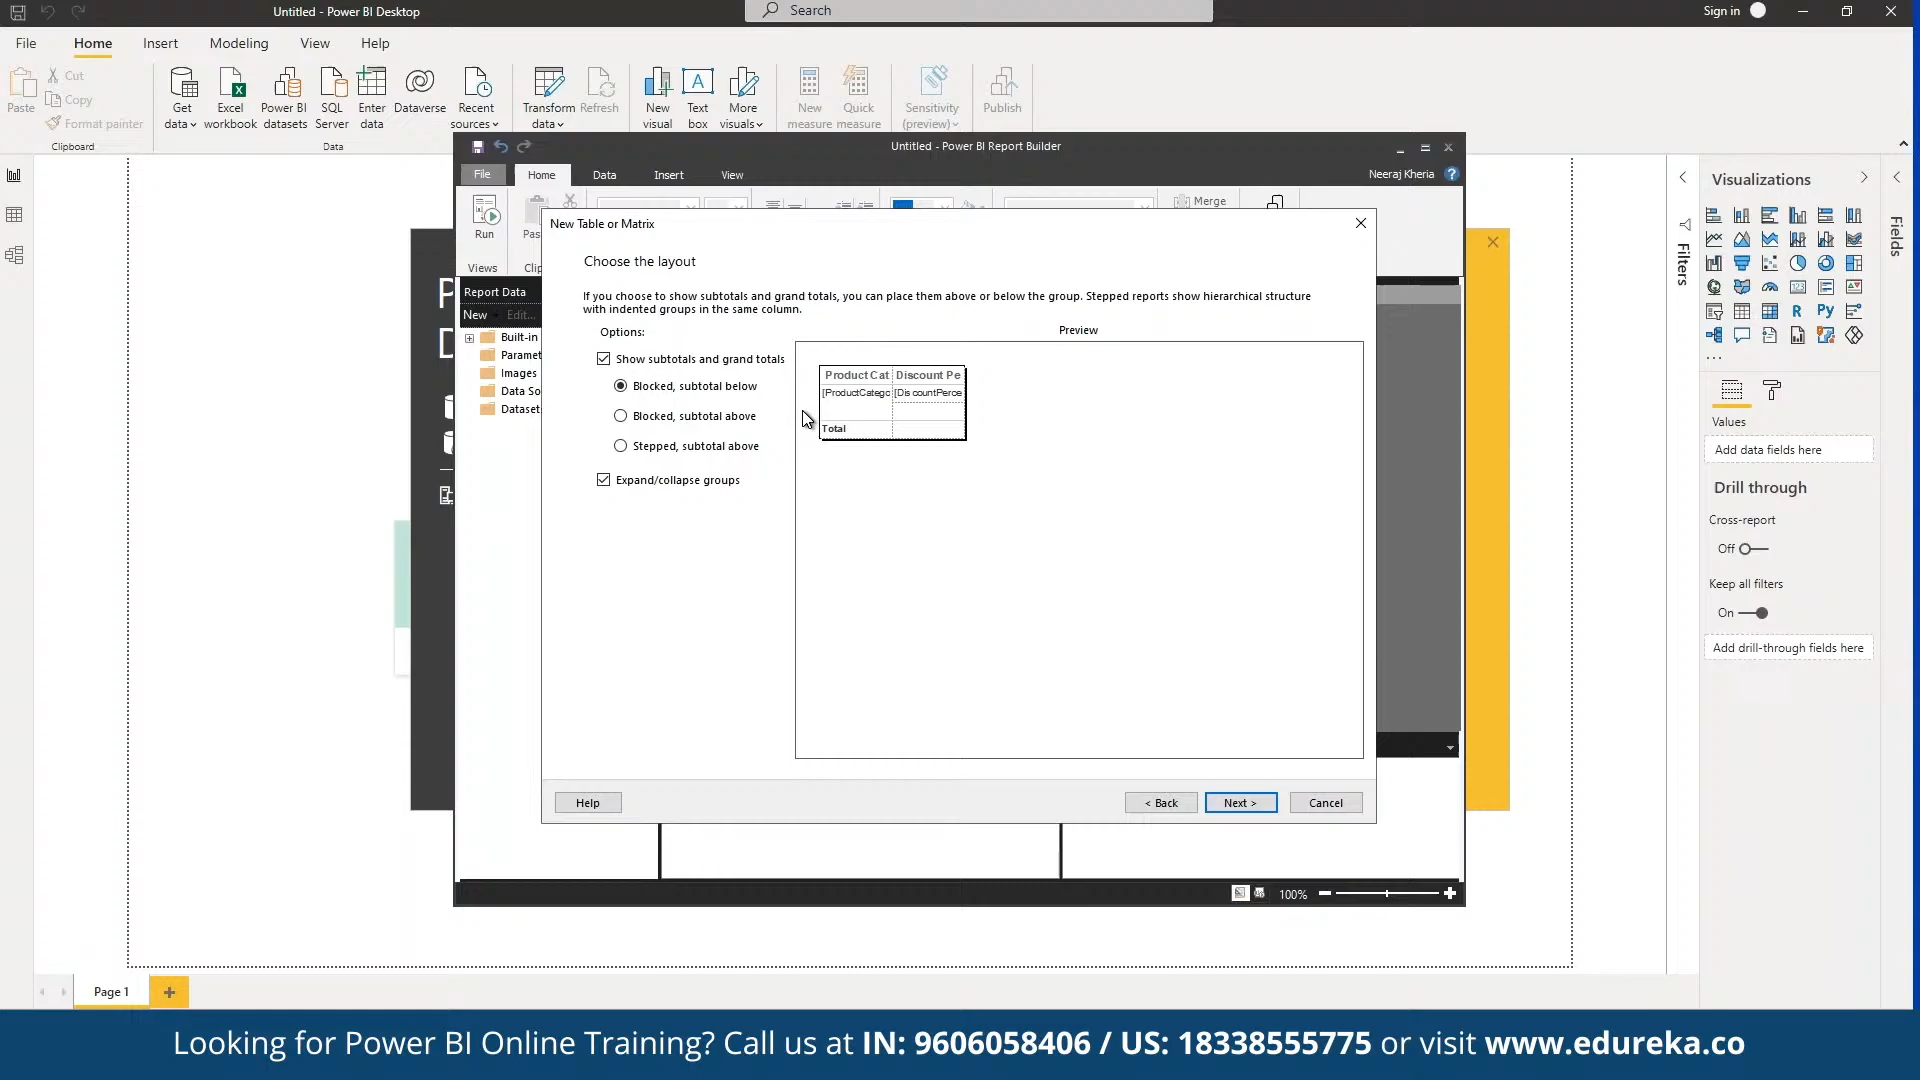 Untitled - Power BI Desktop
Search
Sign in
File
Home
Insert
Modeling
View
Help
Paste
Cut
Copy
Format painter
Clipboard
Get data
Excel workbook
Power BI datasets
SQL Server
Enter data
Dataverse
Recent sources
Data
Transform data
Refresh
New visual
Text box
More visuals
New measure
Quick measure
Sensitivity (preview)
Publish
Untitled - Power BI Report Builder
File
Home
Data
Insert
View
Neeraj Kheria
Run
Views
Merge
New Table or Matrix
Choose the layout
If you choose to show subtotals and grand totals, you can place them above or below the group. Stepped reports show hierarchical structure
with indented groups in the same column.
Options:
Show subtotals and grand totals
Blocked, subtotal below
Blocked, subtotal above
Stepped, subtotal above
Expand/collapse groups
Preview
Product Cat
Discount Pe
[ProductCatego
[DiscountPerce
Total
Help
< Back
Next >
Cancel
Report Data
New
Edit...
Built-in
Paramet
Images
Data So
Dataset
100%
Filters
Visualizations
R
Py
Values
Add data fields here
Drill through
Cross-report
Off
Keep all filters
On
Add drill-through fields here
Fields
Page 1
Looking for Power BI Online Training? Call us at IN: 9606058406 / US: 18338555775 or visit www.edureka.co